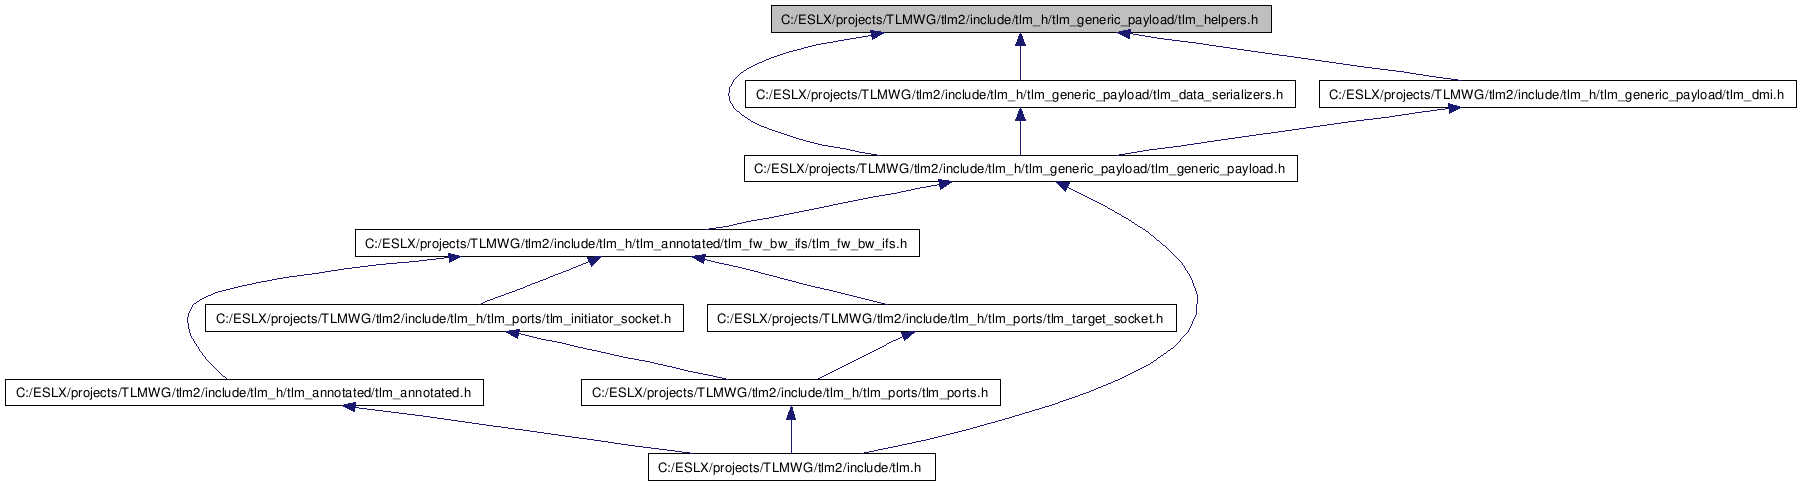 C:/ESLX/projects/TLMWG/tlm2/include/tlm_h/tlm_generic_payload/tlm_helpers.h
C:/ESLX/projects/TLMWG/tlm2/include/tlm_h/tlm_generic_payload/tlm_data_serializers.h
C:/ESLX/projects/TLMWG/tlm2/include/tlm_h/tlm_generic_payload/tlm_dmi.h
C:/ESLX/projects/TLMWG/tlm2/include/tlm_h/tlm_generic_payload/tlm_generic_payload.h
C:/ESLX/projects/TLMWG/tlm2/include/tlm_h/tlm_annotated/tlm_fw_bw_ifs/tlm_fw_bw_ifs.h
C:/ESLX/projects/TLMWG/tlm2/include/tlm_h/tlm_ports/tlm_initiator_socket.h
C:/ESLX/projects/TLMWG/tlm2/include/tlm_h/tlm_ports/tlm_target_socket.h
C:/ESLX/projects/TLMWG/tlm2/include/tlm_h/tlm_annotated/tlm_annotated.h
C:/ESLX/projects/TLMWG/tlm2/include/tlm_h/tlm_ports/tlm_ports.h
C:/ESLX/projects/TLMWG/tlm2/include/tlm.h